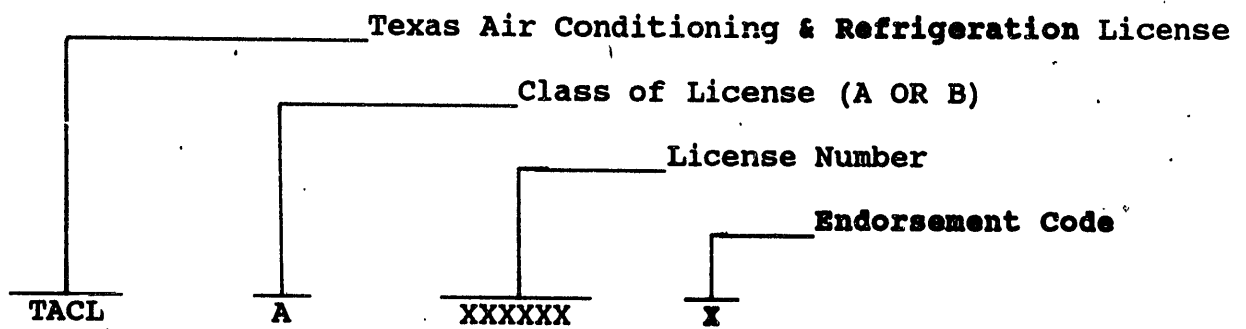 Texas Air Conditioning & Refrigeration License
Class of License (A OR B)
License Number
Endorsement Code
TACL A XXXXXX X